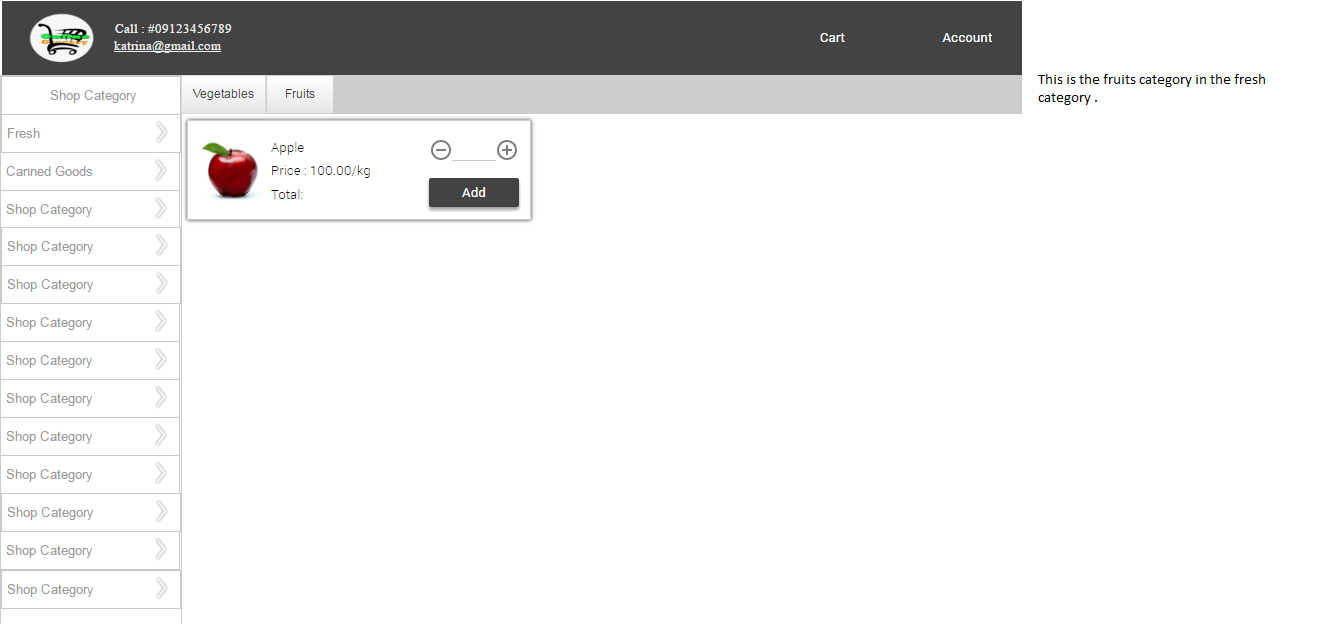 Call : #09123456789
katrina@gmail.com
Cart
Account
This is the fruits category in the fresh
category .
Shop Category
Vegetables
Fruits
Fresh
Canned Goods
Shop Category
Shop Category
Shop Category
Shop Category
Shop Category
Shop Category
Shop Category
Shop Category
Shop Category
Shop Category
Shop Category
Apple
Price : 100.00/kg
Total:
Add